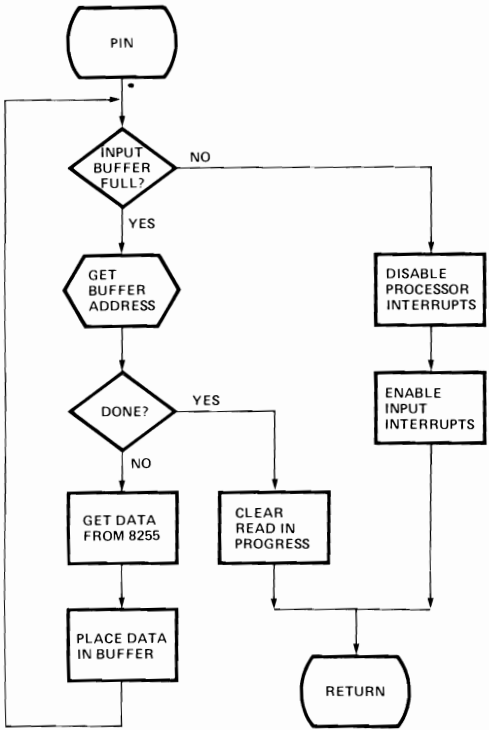 PIN
INPUT
BUFFER
FULL?
NO
YES
GET
BUFFER
ADDRESS
DISABLE
PROCESSOR
INTERRUPTS
DONE?
YES
NO
ENABLE
INPUT
INTERRUPTS
GET DATA
FROM 8255
CLEAR
READ IN
PROGRESS
PLACE DATA
IN BUFFER
RETURN